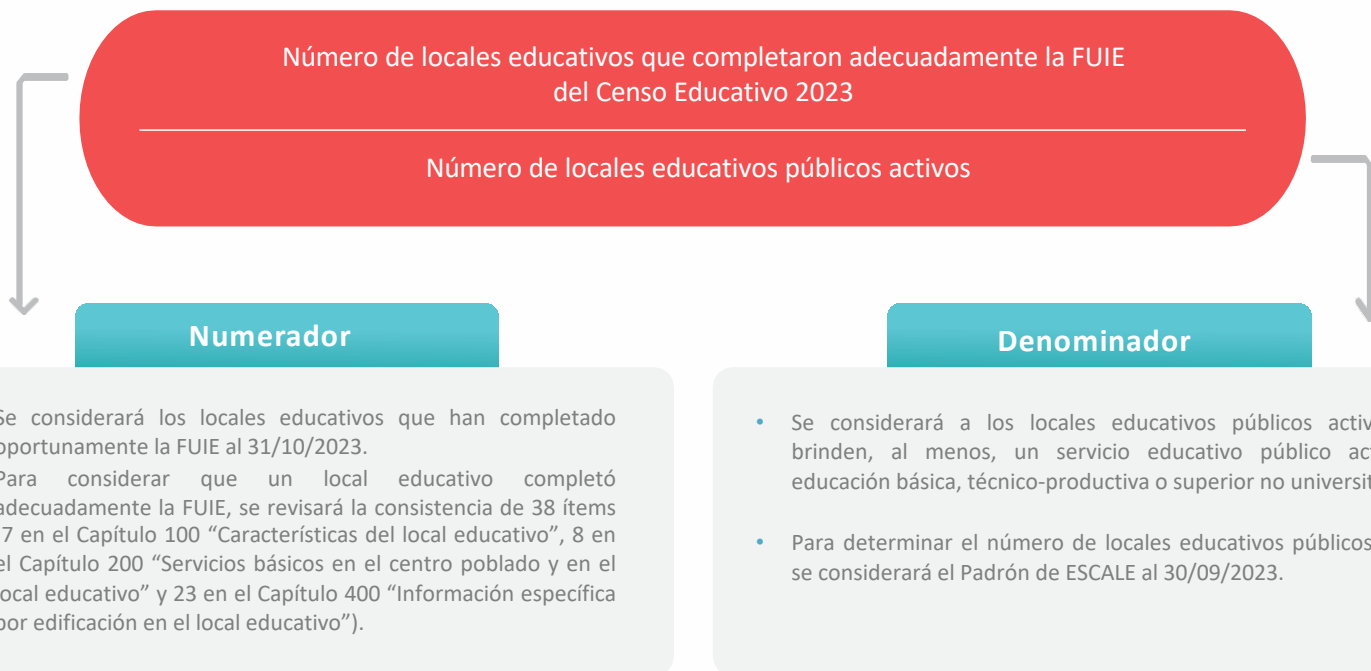 Número de locales educativos que completaron adecuadamente la FUIE
del Censo Educativo 2023
Número de locales educativos públicos activos
Numerador
Se considerará los locales educativos que han completado
oportunamente la FUIE al 31/10/2023.
Para considerar que un local educativo completó
adecuadamente la FUIE, se revisará la consistencia de 38 ítems
7 en el Capítulo 100 “Características del local educativo”, 8 en
el Capítulo 200 “Servicios básicos en el centro poblado y en el
local educativo” y 23 en el Capítulo 400 “Información específica
por edificación en el local educativo”).
Denominador
• Se considerará a los locales educativos públicos
brinden, al menos, un servicio educativo público
educación básica, técnico-productiva o superior no
• Para determinar el número de locales educativos públicos
se considerará el Padrón de ESCALE al 30/09/2023.